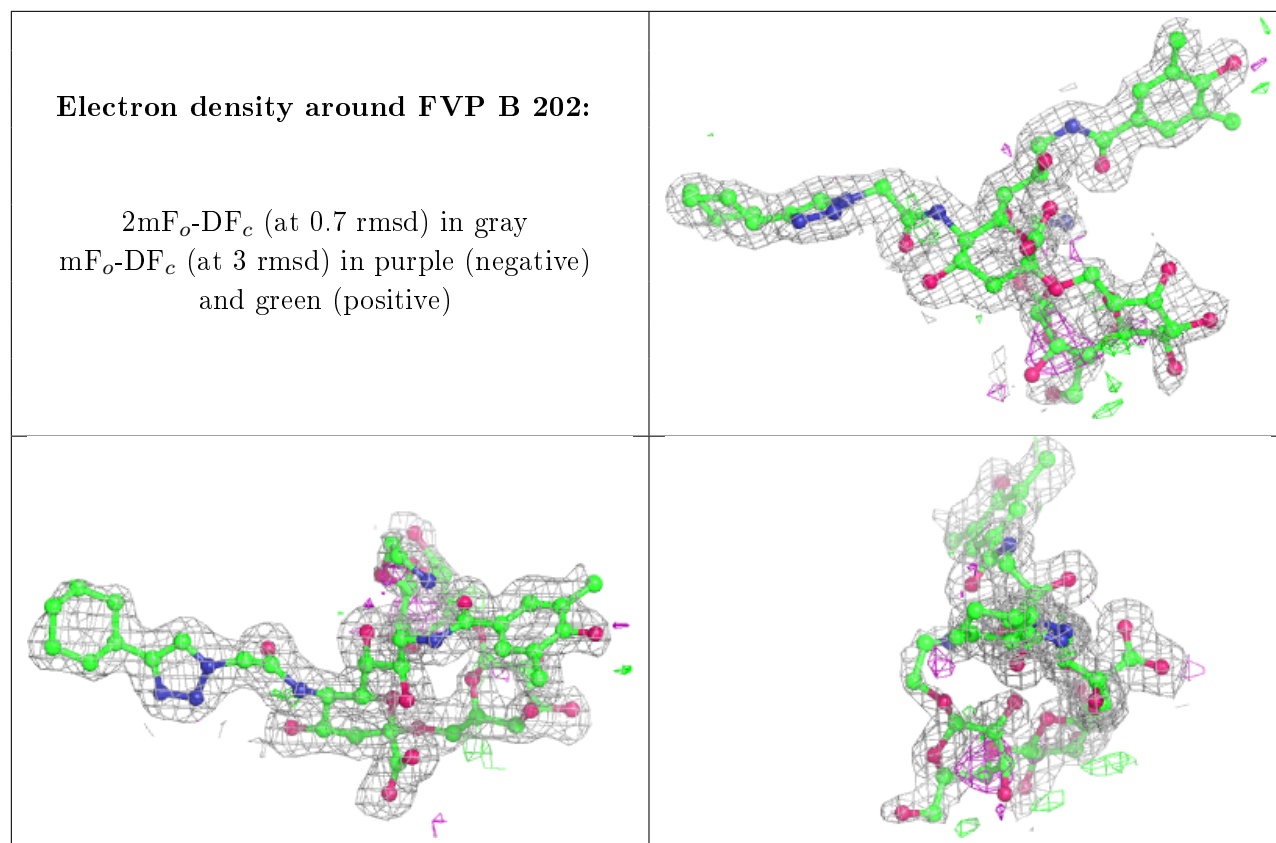 Electron density around FVP B 202:
2mFo-DFc (at 0.7 rmsd) in gray
mFo-DFc (at 3 rmsd) in purple (negative)
and green (positive)